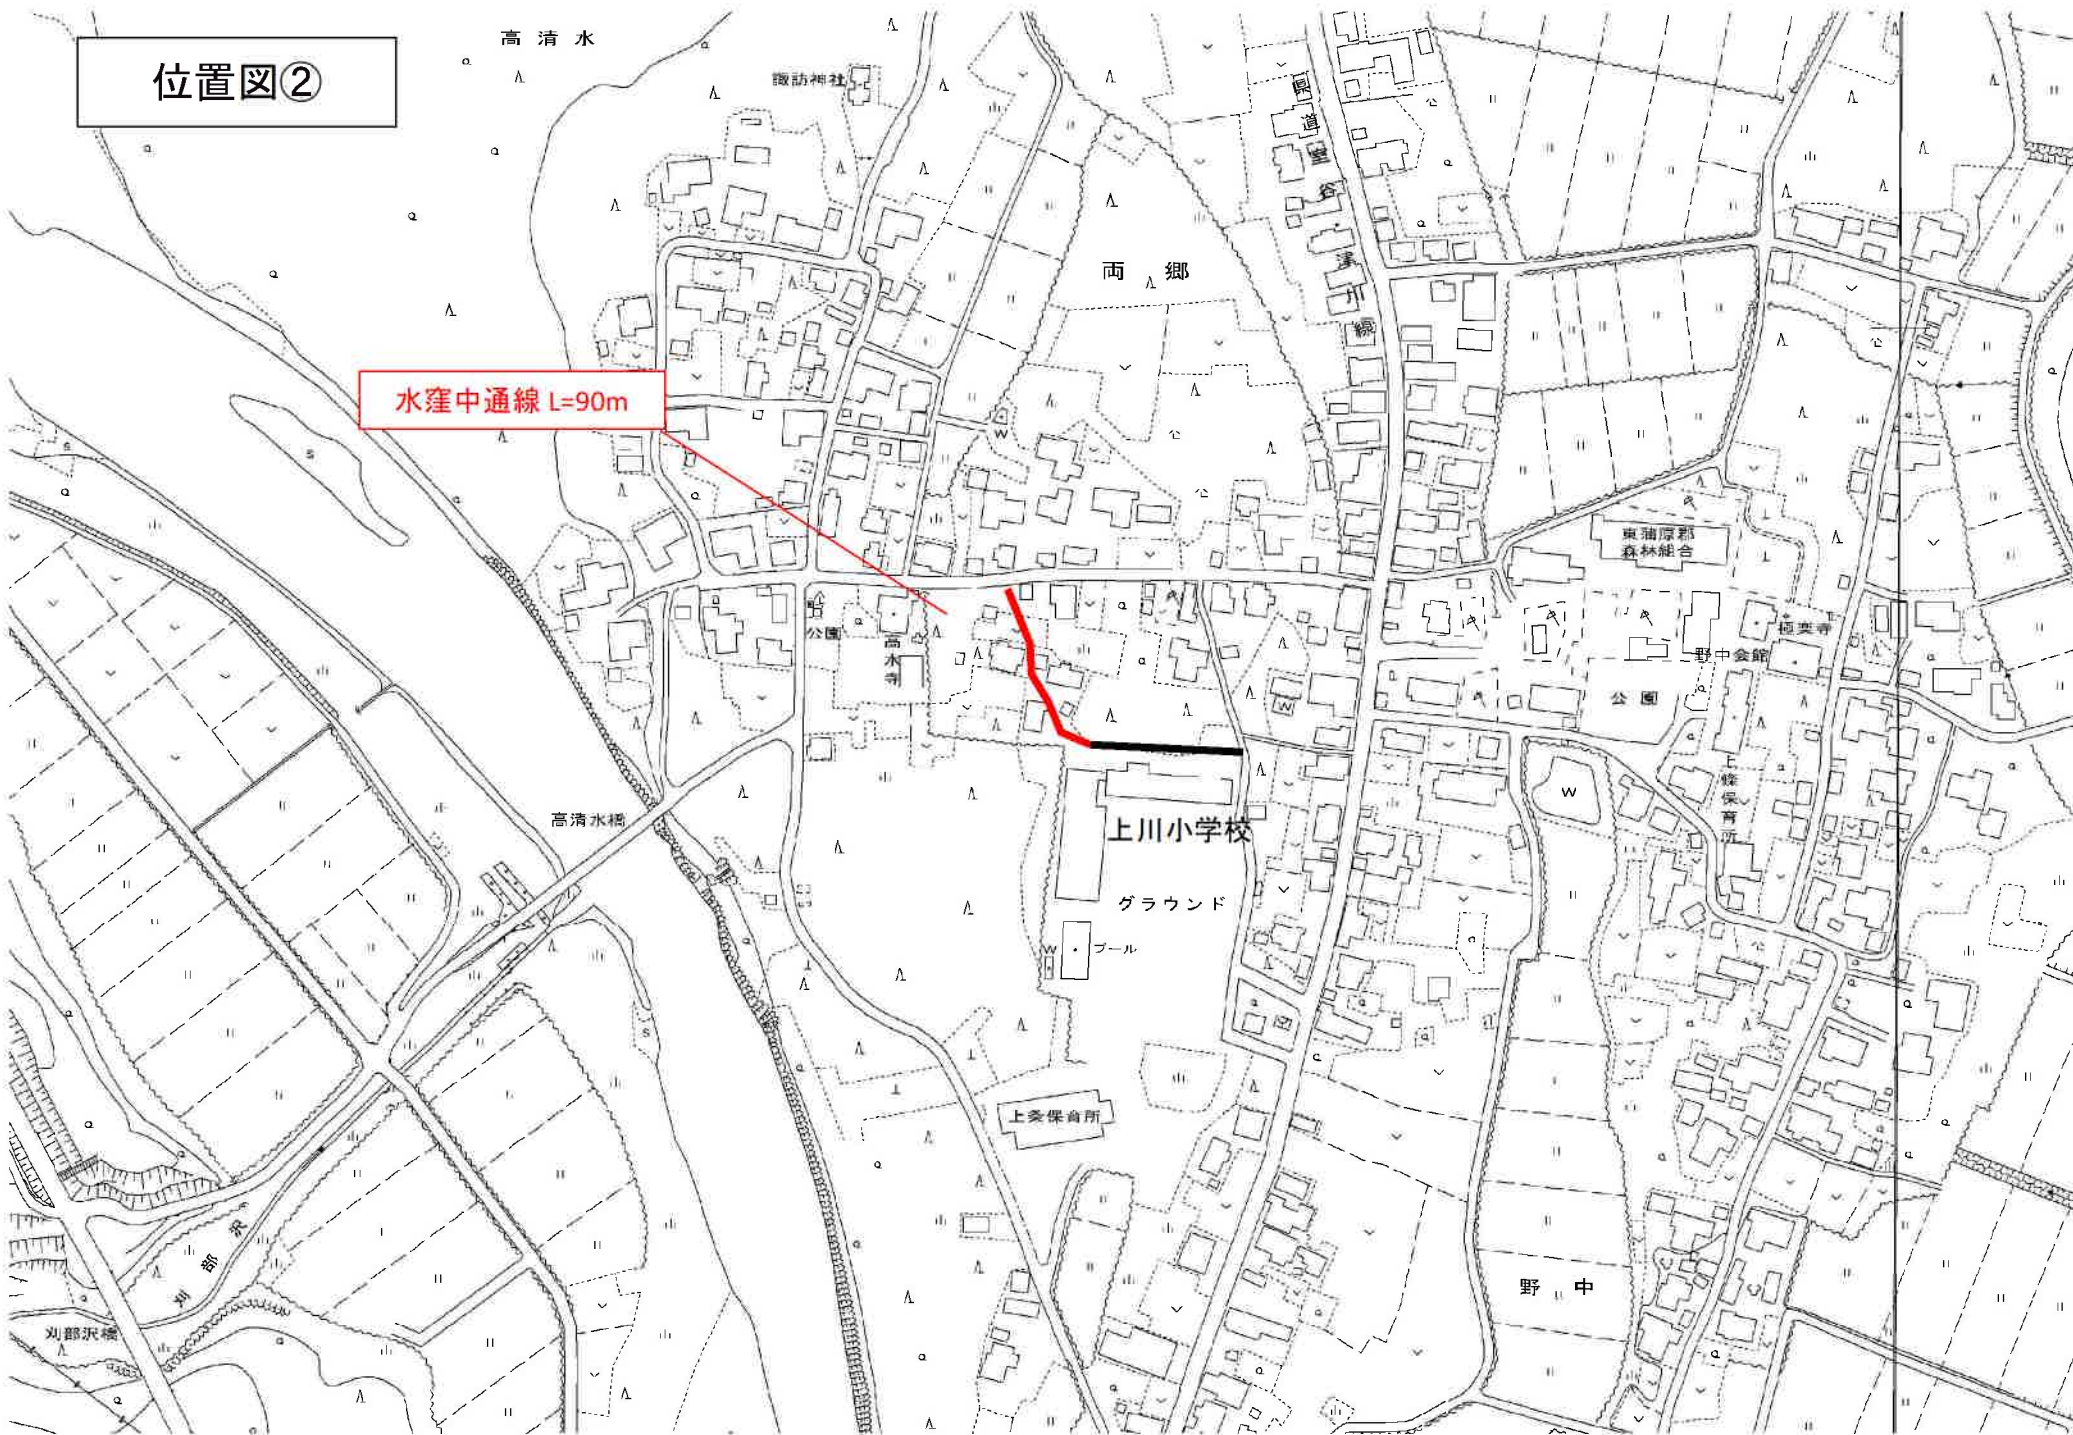 位置図②
高清水
諏訪神社
県道室谷津川線
両郷
水窪中通線 L=90m
W
東蒲原郡
森林組合
公園
高水寺
極楽寺
野中会館
公園
W
W
上條保育所
高清水橋
上川小学校
グラウンド
W
プール
上条保育所
刈部沢
野中
刈部沢橋